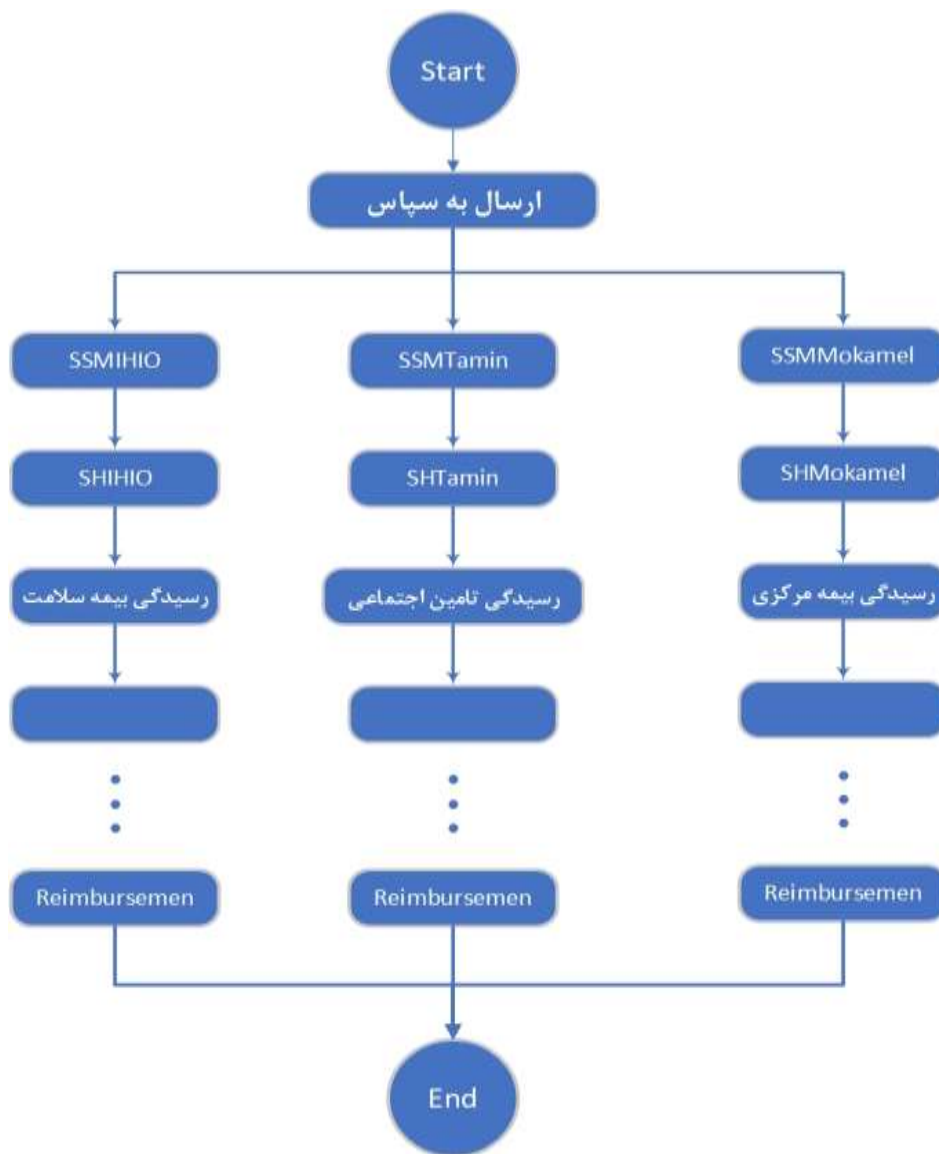 Start
ارسال به سپاس
SSMIHIO
SSMTamin
SSMMokamel
SHIHIO
SHTamin
SHMokamel
رسیدگی بیمه سلامت
رسیدگی تامین اجتماعی
رسیدگی بیمه مرکزی
Reimbursemen
Reimbursemen
Reimbursemen
End